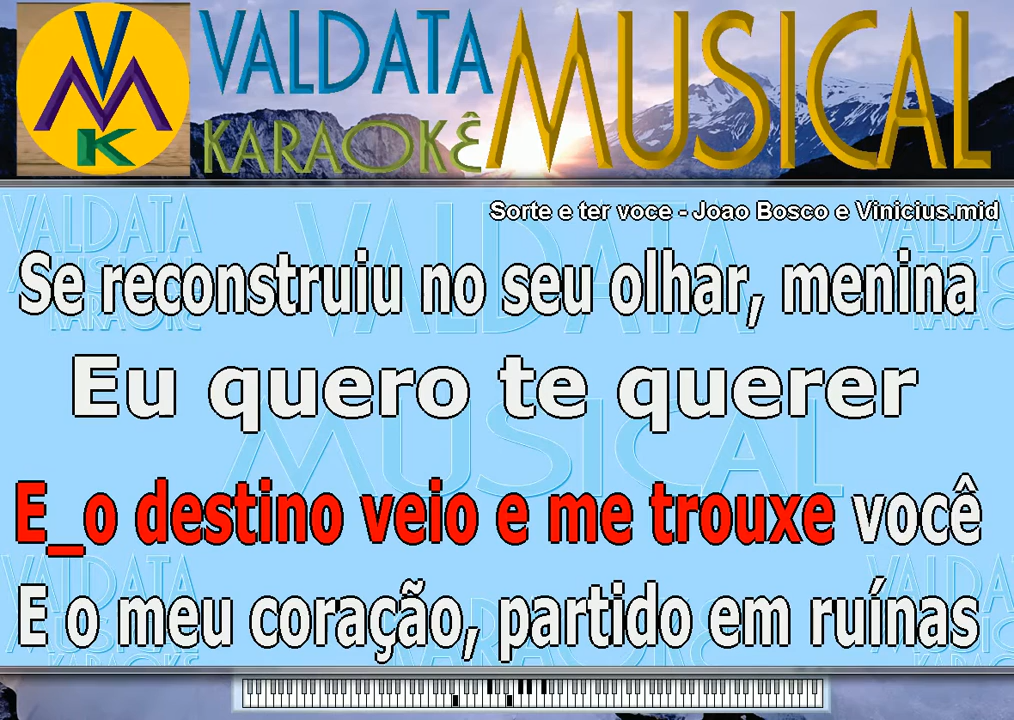 VMK
VALDATA
KARAOKÊ
MUSICAL
Sorte e ter voce - Joao Bosco e Vinicius.mid
Se reconstruiu no seu olhar, menina
Eu quero te querer
E_o destino veio e me trouxe você
E o meu coração, partido em ruínas